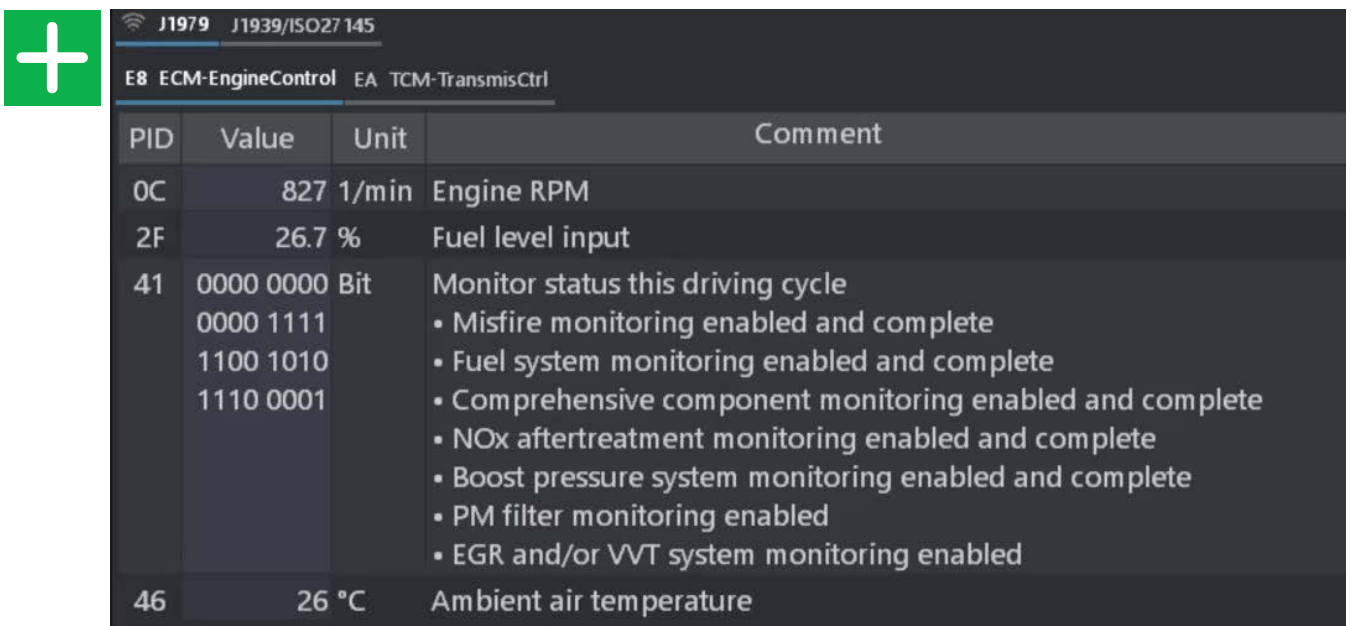 J1979 J1939/ISO27145
E8 ECM-EngineControl EA TCM-TransmisCtrl
PID Value Unit Comment
0C 827 1/min Engine RPM
2F 26.7 % Fuel level input
41 0000 0000 Bit Monitor status this driving cycle
0000 1111 • Misfire monitoring enabled and complete
1100 1010 • Fuel system monitoring enabled and complete
1110 0001 • Comprehensive component monitoring enabled and complete
• NOx aftertreatment monitoring enabled and complete
• Boost pressure system monitoring enabled and complete
• PM filter monitoring enabled
• EGR and/or VVT system monitoring enabled
46 26 °C Ambient air temperature